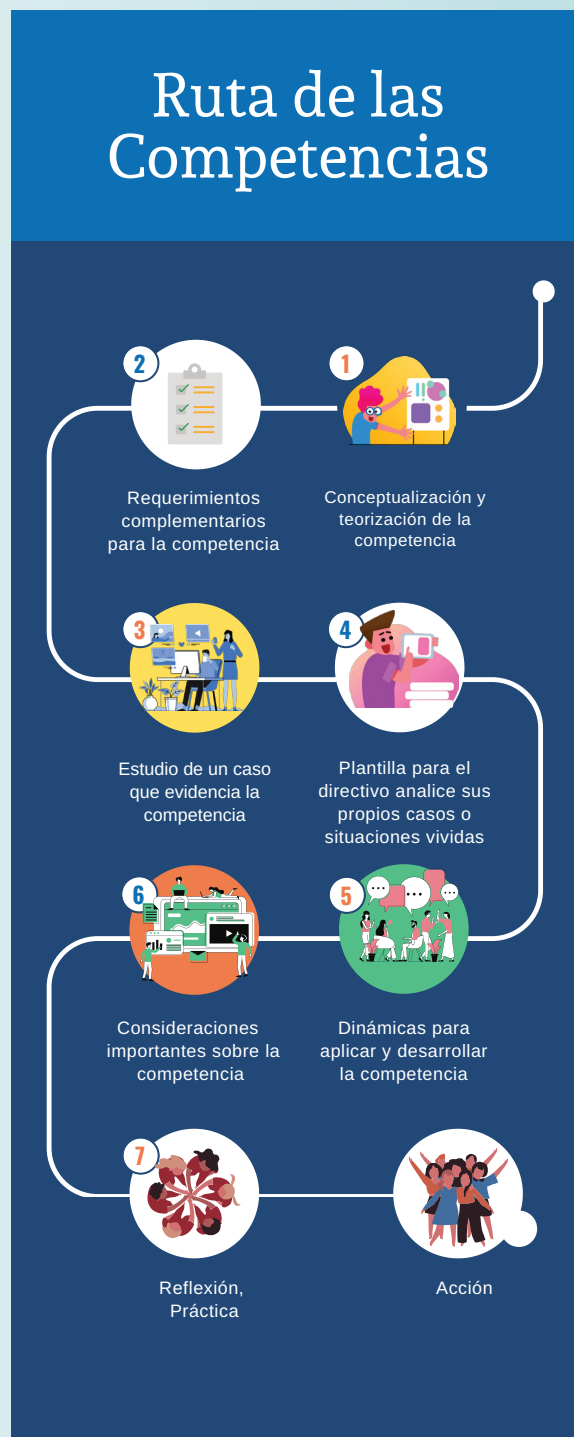 Ruta de las
Competencias
1
Conceptualización y
teorización de la
competencia
2
Requerimientos
complementarios
para la competencia
3
Estudio de un caso
que evidencia la
competencia
4
Plantilla para el
directivo analice sus
propios casos o
situaciones vividas
5
Dinámicas para
aplicar y desarrollar
la competencia
6
Consideraciones
importantes sobre la
competencia
7
Reflexión,
Práctica
Acción